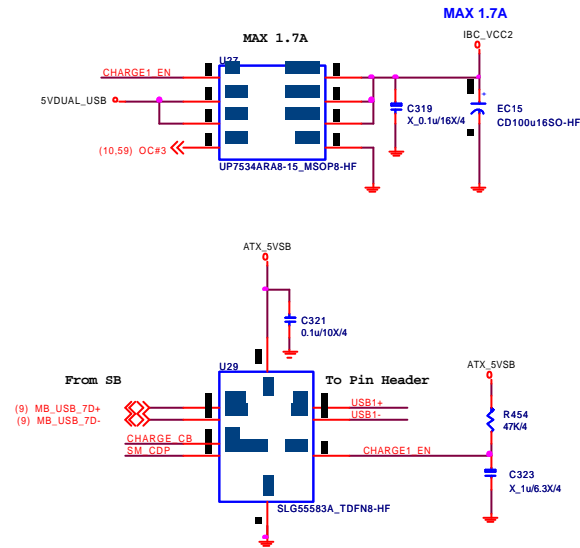 MAX 1.7A
MAX 1.7A
IBC_VCC2
U27
CHARGE1_EN
5VDUAL_USB
C319
X_0.1u/16X/4
EC15
CD100u16SO-HF
+
(10,59) OC#3
UP7534ARA8-15_MSOP8-HF
ATX_5VSB
C321
0.1u/10X/4
U29
ATX_5VSB
From SB
To Pin Header
(9) MB_USB_7D+
USB1+
(9) MB_USB_7D-
USB1-
R454
47K/4
CHARGE_CB
SM_CDP
CHARGE1_EN
C323
X_1u/6.3X/4
SLG55583A_TDFN8-HF